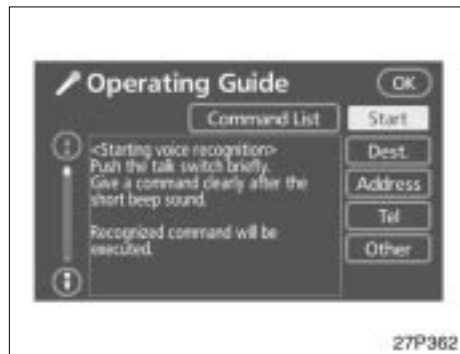 Operating Guide
OK
Command List
Start
<Starting voice recognition>
Push the talk switch briefly.
Give a command clearly after the
short beep sound.
Recognized command will be
executed.
Dest.
Address
Tel
Other
27P362